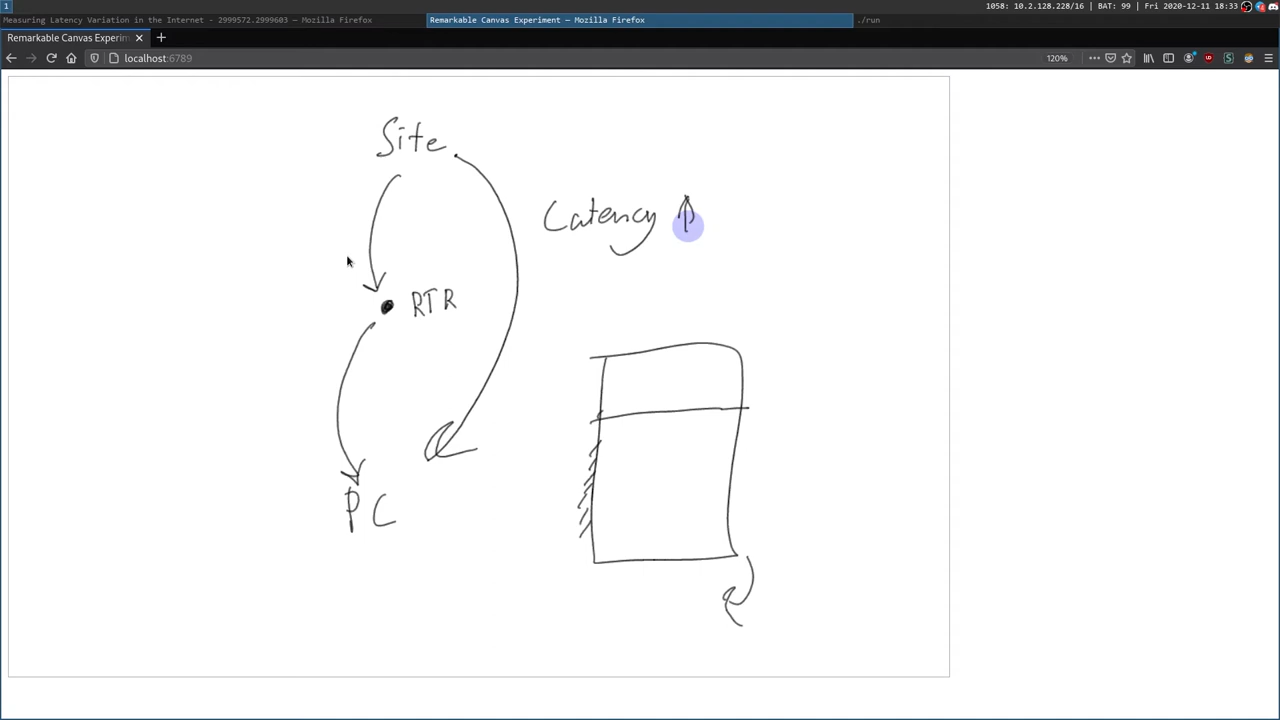 1
1058: 10.2.128.228/16 | BAT: 99 | Fri 2020-12-11 18:33
Measuring Latency Variation in the Internet - 2999572.2999603 — Mozilla Firefox
Remarkable Canvas Experiment — Mozilla Firefox
./run
Remarkable Canvas Experim
localhost:6789
120%
Site
Latency ↑
RTR
PC